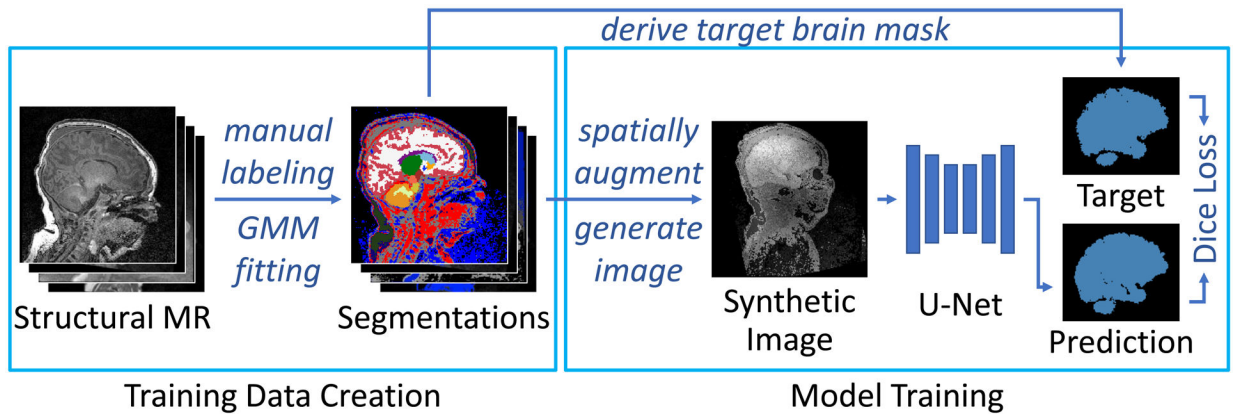 derive target brain mask
manual
labeling
GMM
fitting
spatially
augment
generate
image
Structural MR
Segmentations
Synthetic
Image
U-Net
Target
Prediction
Dice Loss
Training Data Creation
Model Training